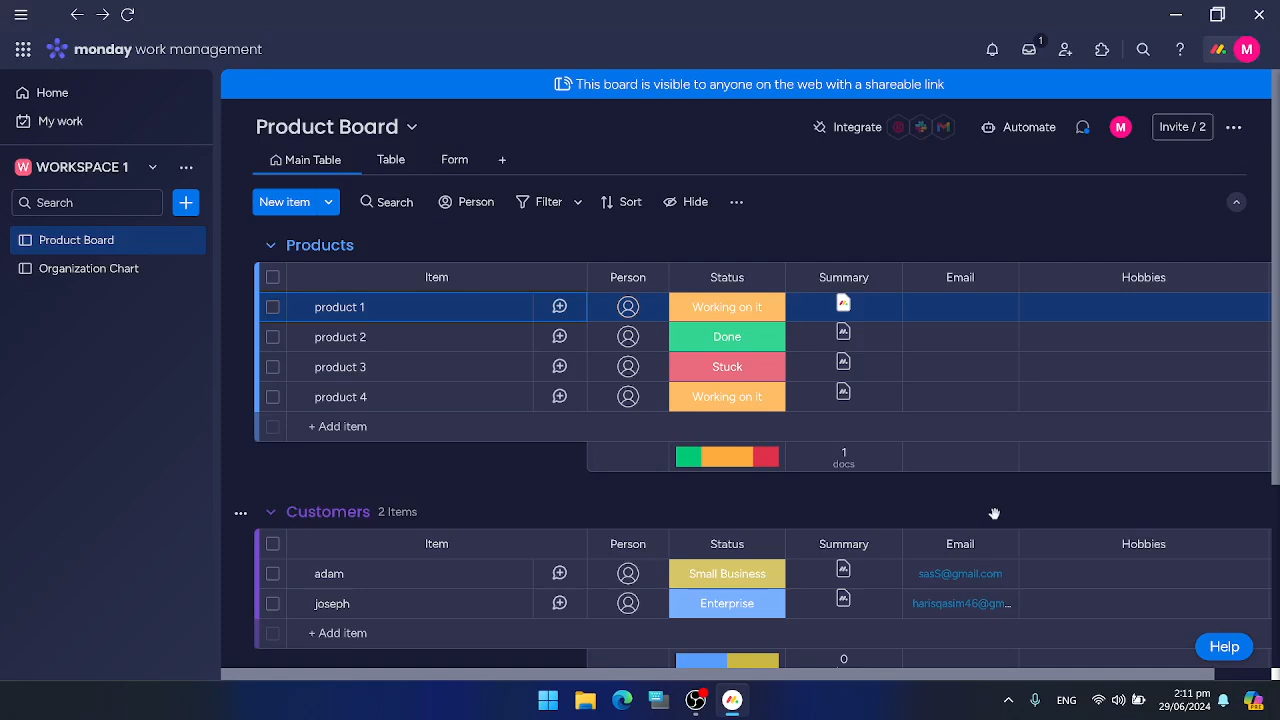 monday work management
1
M
Home
My work
WORKSPACE 1
Search
Product Board
Organization Chart
This board is visible to anyone on the web with a shareable link
Product Board
Integrate
Automate
M
Invite / 2
Main Table
Table
Form
New item
Search
Person
Filter
Sort
Hide
Products
Item Person Status Summary Email Hobbies
product 1 Working on it
product 2 Done
product 3 Stuck
product 4 Working on it
+ Add item
1
docs
Customers 2 Items
Item Person Status Summary Email Hobbies
adam Small Business sasS@gmail.com
joseph Enterprise harisqasim46@gm...
+ Add item
0
Help
ENG
2:11 pm
29/06/2024